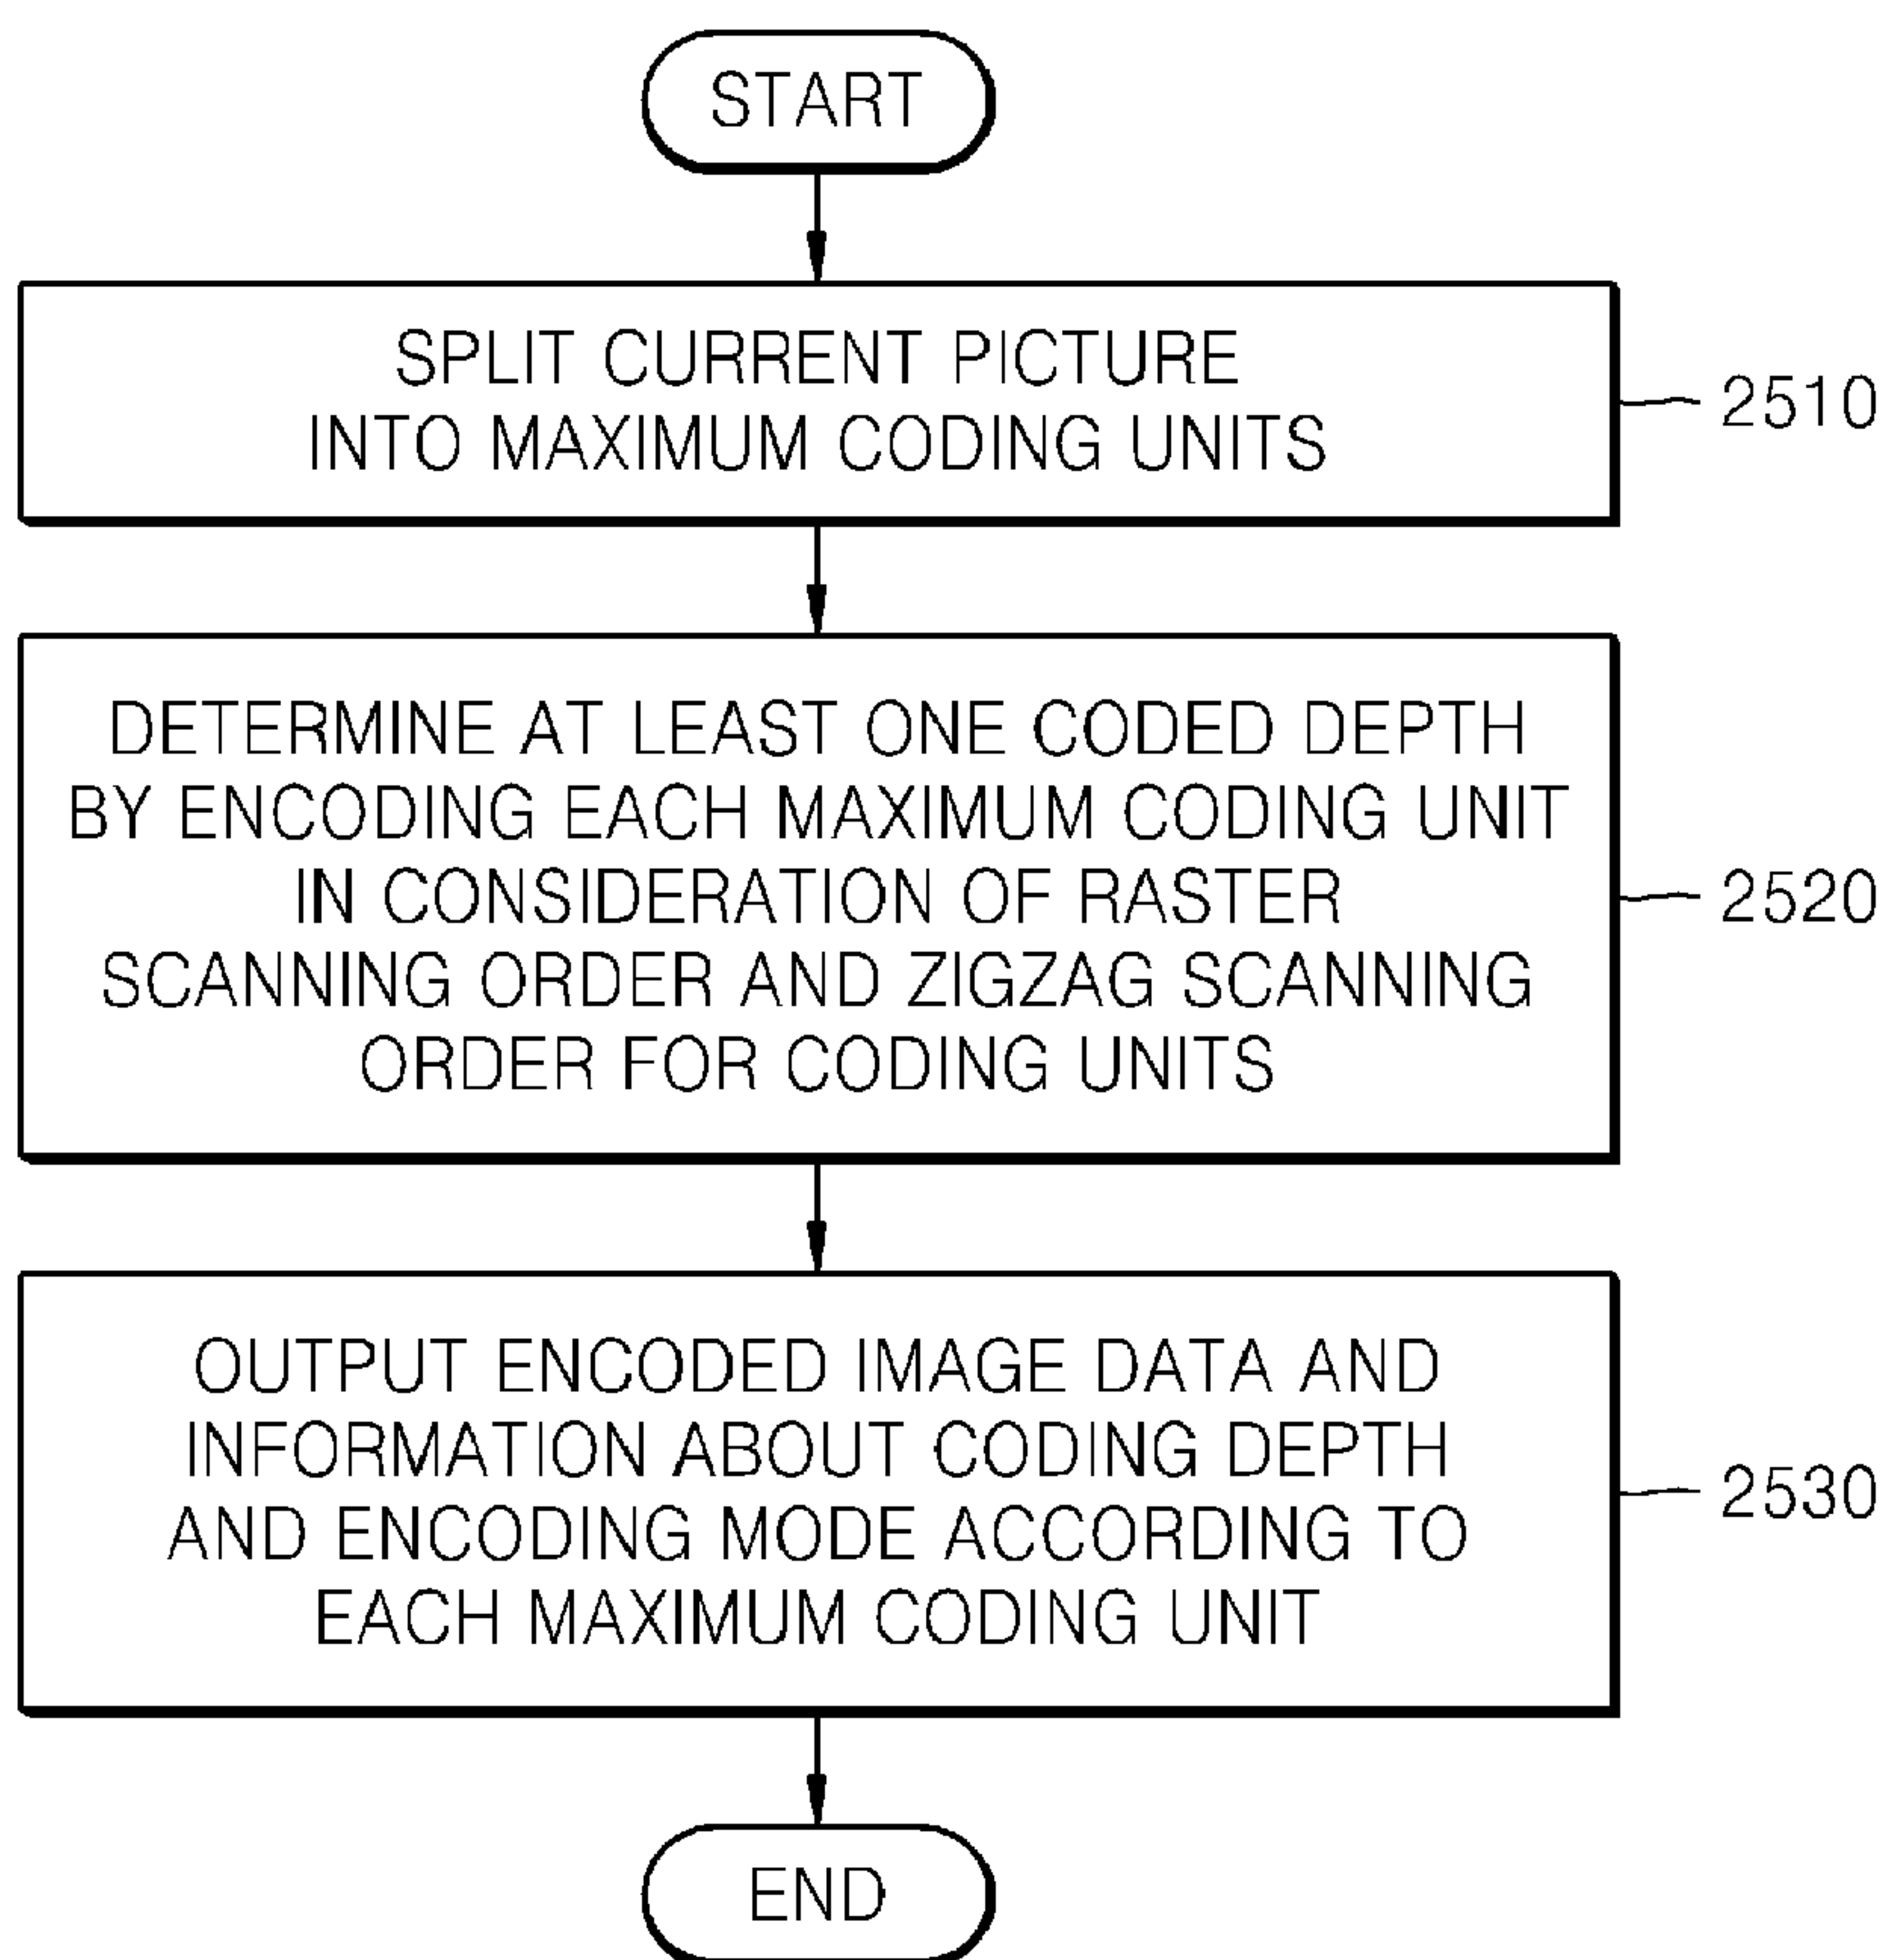 START
SPLIT CURRENT PICTURE
INTO MAXIMUM CODING UNITS
2510
DETERMINE AT LEAST ONE CODED DEPTH
BY ENCODING EACH MAXIMUM CODING UNIT
IN CONSIDERATION OF RASTER
SCANNING ORDER AND ZIGZAG SCANNING
ORDER FOR CODING UNITS
2520
OUTPUT ENCODED IMAGE DATA AND
INFORMATION ABOUT CODING DEPTH
AND ENCODING MODE ACCORDING TO
EACH MAXIMUM CODING UNIT
2530
END